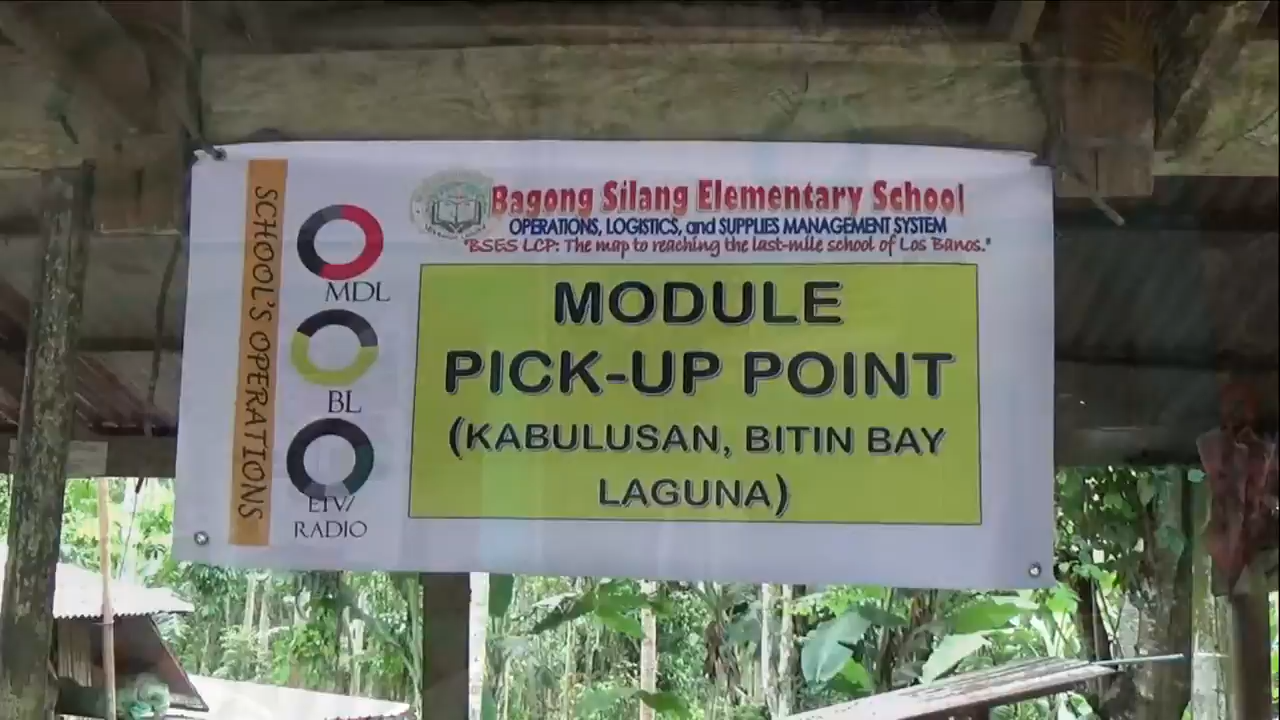 SCHOOL'S OPERATIONS
MDL
BL
ETV/
RADIO
Bagong Silang Elementary School
OPERATIONS, LOGISTICS, and SUPPLIES MANAGEMENT SYSTEM
"BSES LCP: The map to reaching the last-mile school of Los Banos."
MODULE
PICK-UP POINT
(KABULUSAN, BITIN BAY
LAGUNA)